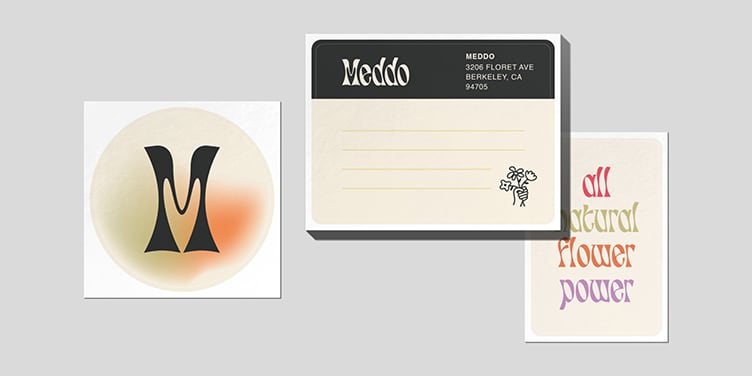 M
Meddo
MEDDO
3206 FLORET AVE
BERKELEY, CA
94705
all
natural
flower
power